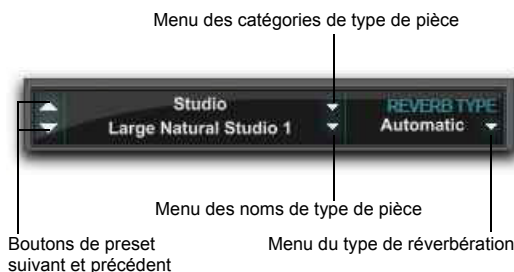 Menu des catégories de type de pièce
Studio
REVERB TYPE
Large Natural Studio 1
Automatic
Menu des noms de type de pièce
Boutons de preset
suivant et précédent
Menu du type de réverbération